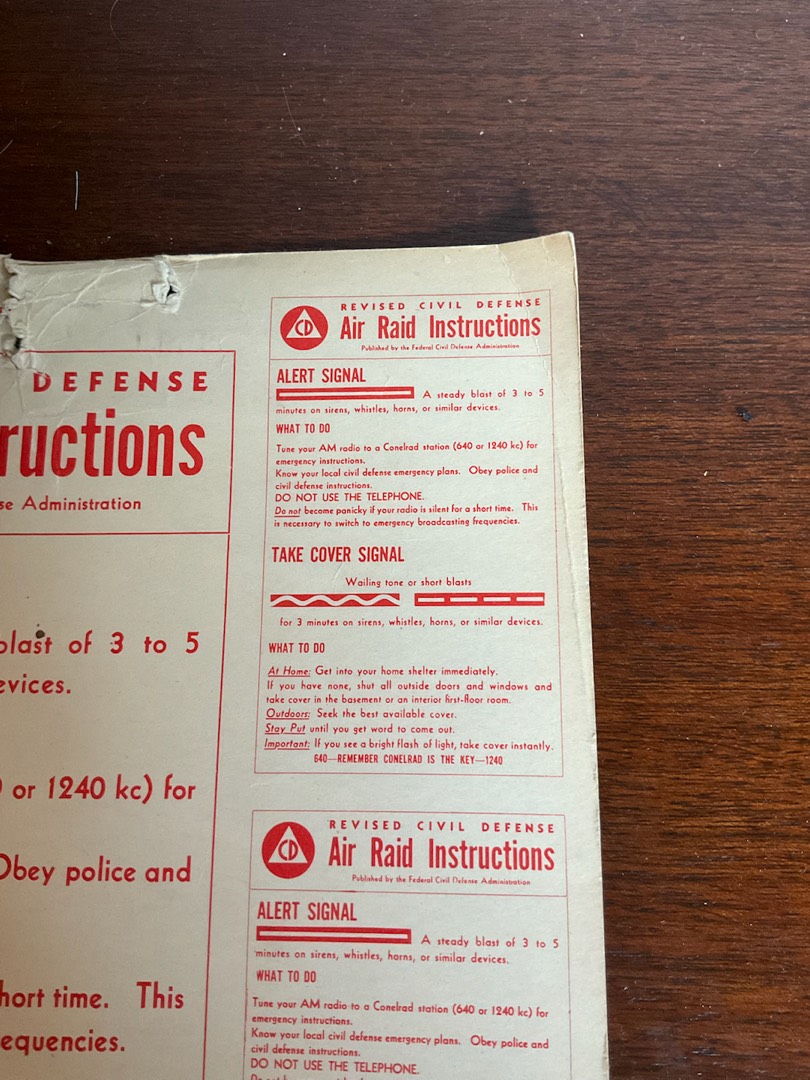 DEFENSE
ructions
se Administration
blast of 3 to 5
evices.
or 1240 kc) for
Obey police and
hort time. This
equencies.
CD
REVISED CIVIL DEFENSE
Air Raid Instructions
Published by the Federal Civil Defense Administration
ALERT SIGNAL
A steady blast of 3 to 5
minutes on sirens, whistles, horns, or similar devices.
WHAT TO DO
Tune your AM radio to a Conelrad station (640 or 1240 kc) for
emergency instructions.
Know your local civil defense emergency plans. Obey police and
civil defense instructions.
DO NOT USE THE TELEPHONE.
Do not become panicky if your radio is silent for a short time. This
is necessary to switch to emergency broadcasting frequencies.
TAKE COVER SIGNAL
Wailing tone or short blasts
for 3 minutes on sirens, whistles, horns, or similar devices.
WHAT TO DO
At Home: Get into your home shelter immediately.
If you have none, shut all outside doors and windows and
take cover in the basement or an interior first-floor room.
Outdoors: Seek the best available cover.
Stay Put until you get word to come out.
Important: If you see a bright flash of light, take cover instantly.
640—REMEMBER CONELRAD IS THE KEY—1240
CD
REVISED CIVIL DEFENSE
Air Raid Instructions
Published by the Federal Civil Defense Administration
ALERT SIGNAL
A steady blast of 3 to 5
minutes on sirens, whistles, horns, or similar devices.
WHAT TO DO
Tune your AM radio to a Conelrad station (640 or 1240 kc) for
emergency instructions.
Know your local civil defense emergency plans. Obey police and
civil defense instructions.
DO NOT USE THE TELEPHONE.